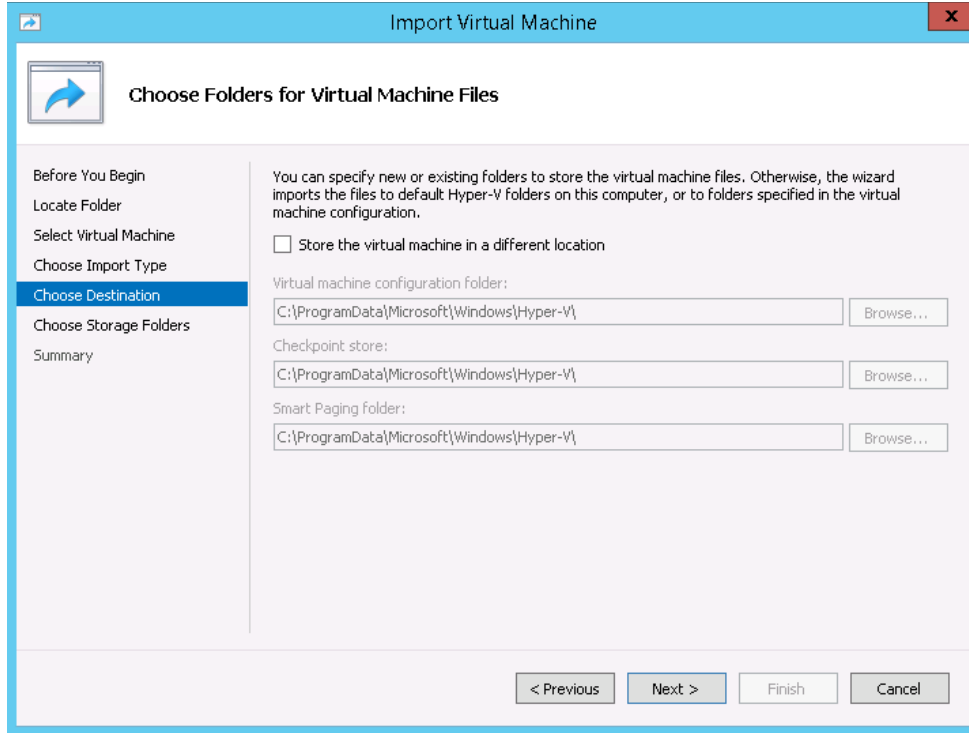 Import Virtual Machine
x
Choose Folders for Virtual Machine Files
Before You Begin
Locate Folder
Select Virtual Machine
Choose Import Type
Choose Destination
Choose Storage Folders
Summary
You can specify new or existing folders to store the virtual machine files. Otherwise, the wizard
imports the files to default Hyper-V folders on this computer, or to folders specified in the virtual
machine configuration.
Store the virtual machine in a different location
Virtual machine configuration folder:
C:\ProgramData\Microsoft\Windows\Hyper-V\ Browse...
Checkpoint store:
C:\ProgramData\Microsoft\Windows\Hyper-V\ Browse...
Smart Paging folder:
C:\ProgramData\Microsoft\Windows\Hyper-V\ Browse...
< Previous Next > Finish Cancel